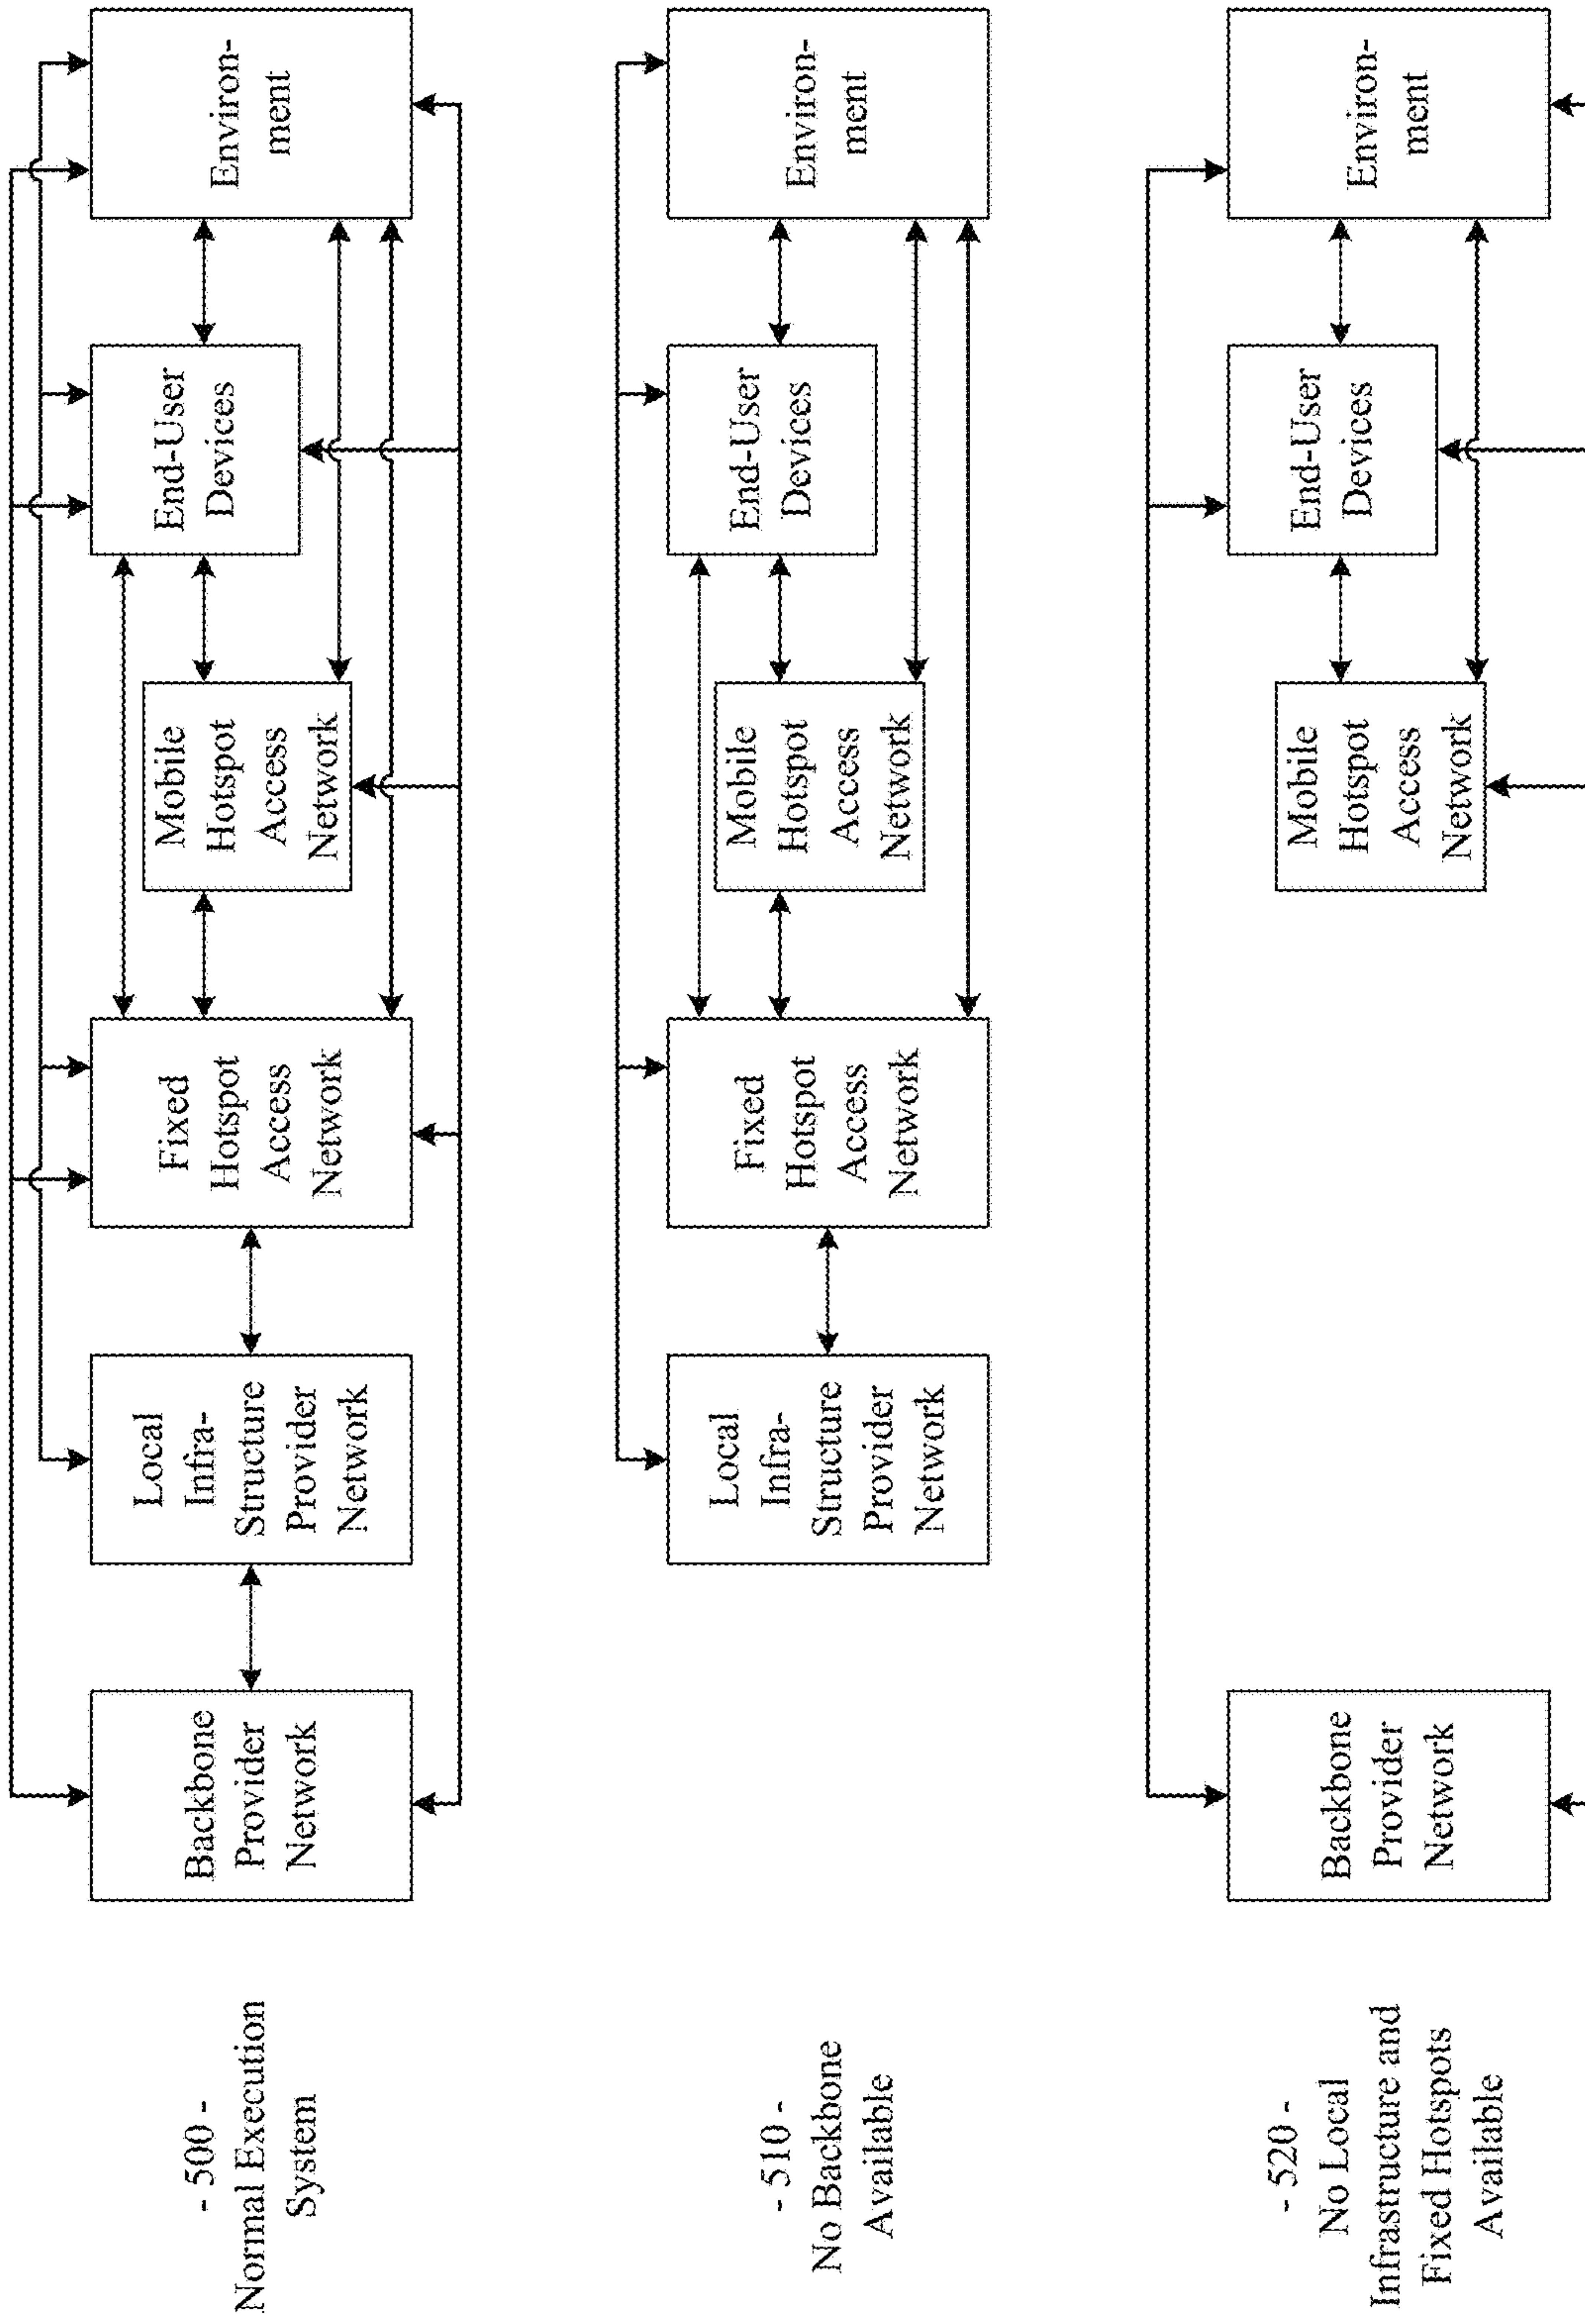 - 500 -
Normal Execution
System
Backbone
Provider
Network
Local
Infra-
Structure
Provider
Network
Fixed
Hotspot
Access
Network
Mobile
Hotspot
Access
Network
End-User
Devices
Environ-
ment
- 510 -
No Backbone
Available
Local
Infra-
Structure
Provider
Network
Fixed
Hotspot
Access
Network
Mobile
Hotspot
Access
Network
End-User
Devices
Environ-
ment
- 520 -
No Local
Infrastructure and
Fixed Hotspots
Available
Backbone
Provider
Network
Mobile
Hotspot
Access
Network
End-User
Devices
Environ-
ment